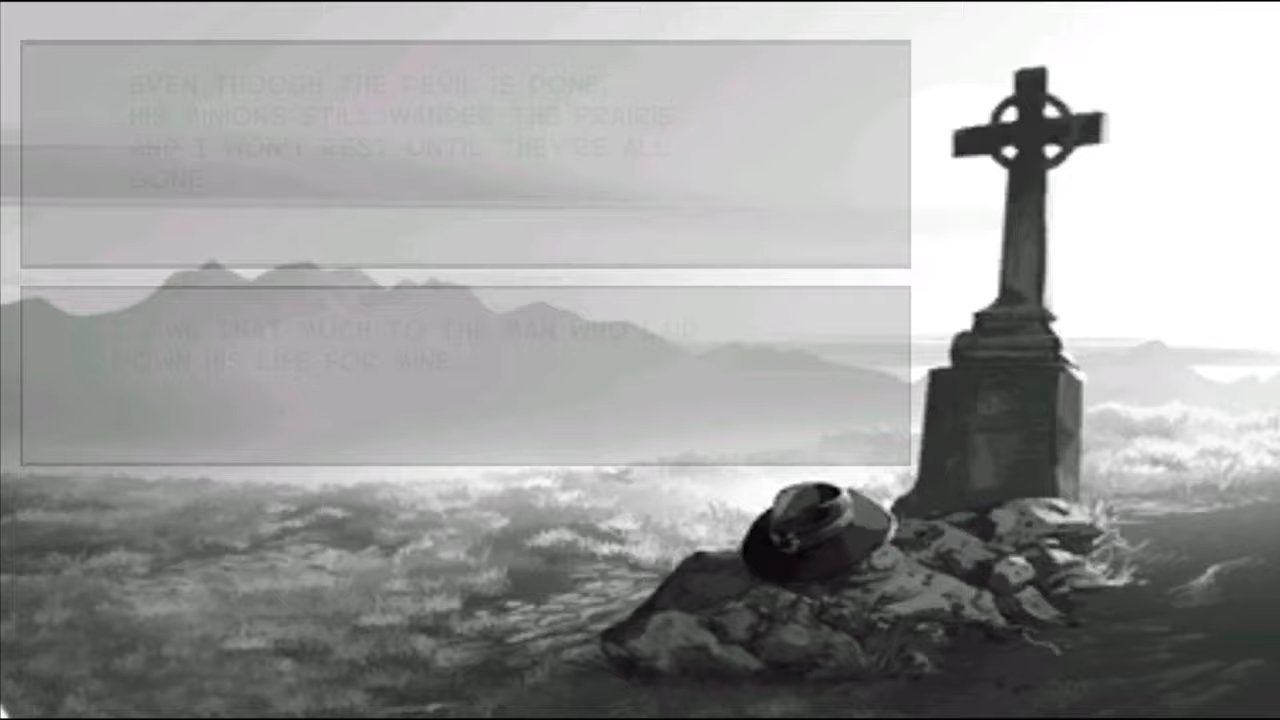 EVEN THOUGH THE DEVIL IS DONE,
HIS MINIONS STILL WANDER THE PRAIRIE
AND I WON'T REST UNTIL THEY'RE ALL
GONE
I OWE THAT MUCH TO THE MAN WHO LAID
DOWN HIS LIFE FOR MINE